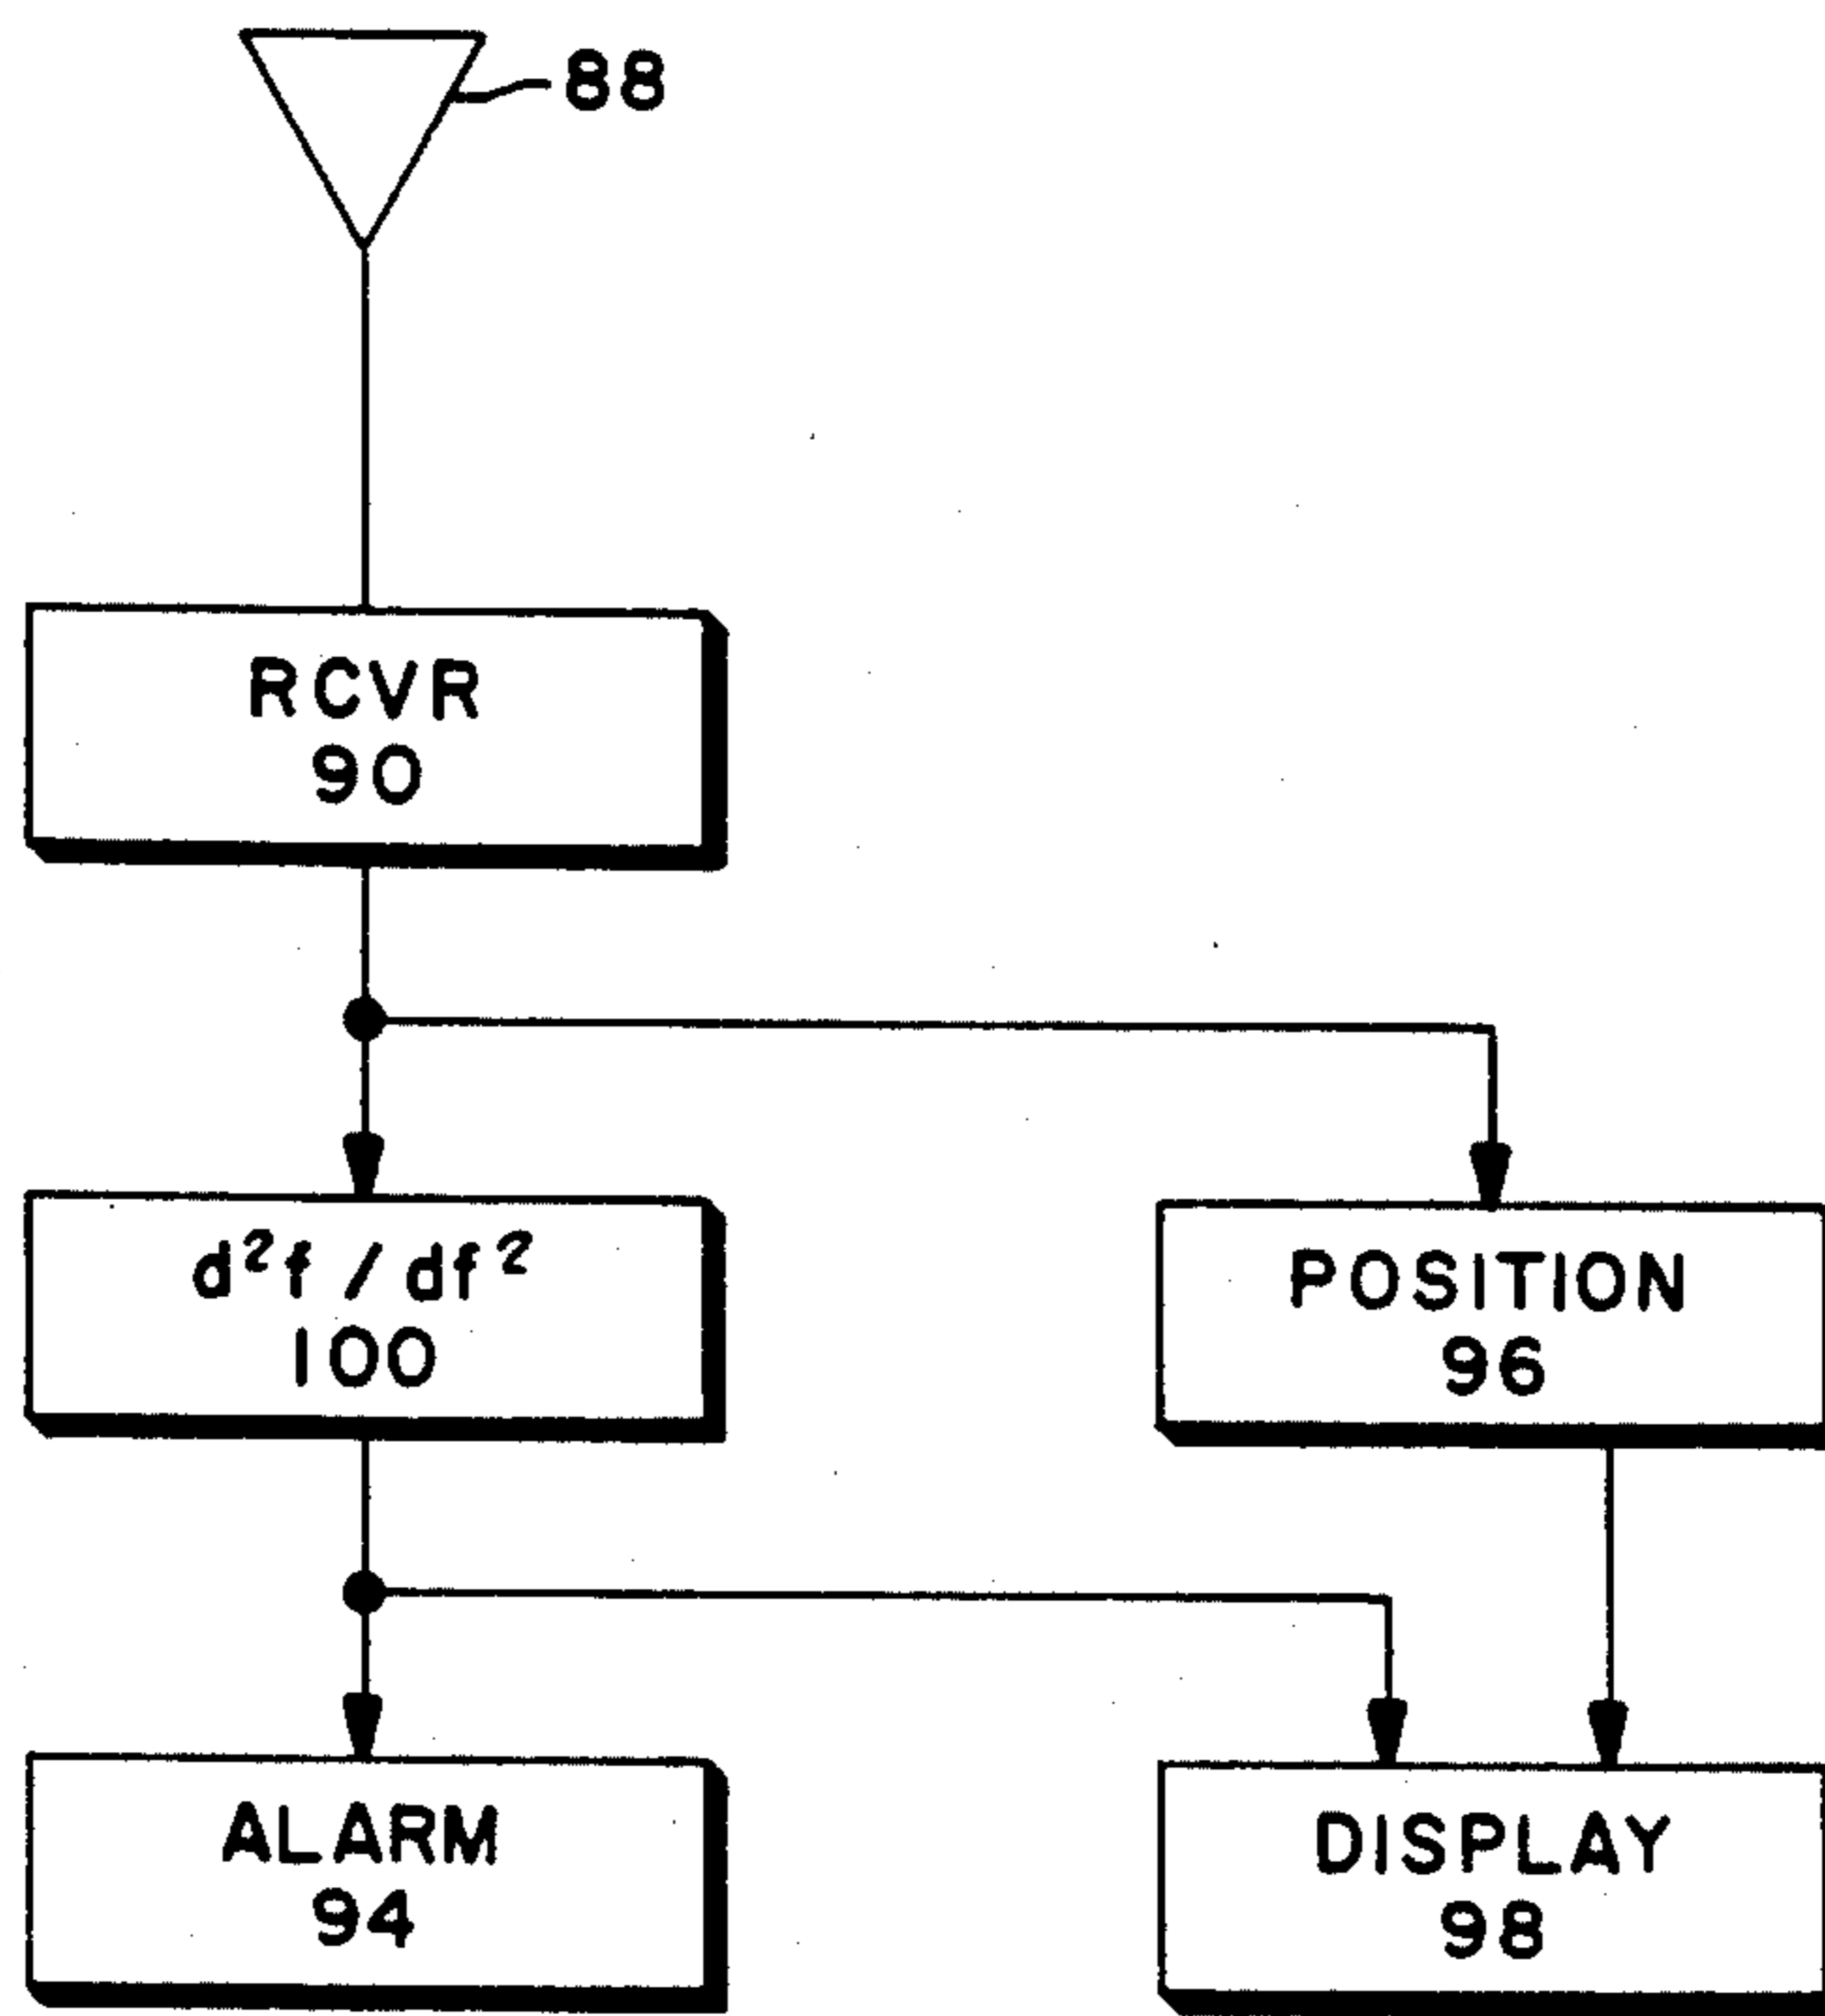 88
RCVR
90
d²f/df²
100
POSITION
96
ALARM
94
DISPLAY
98